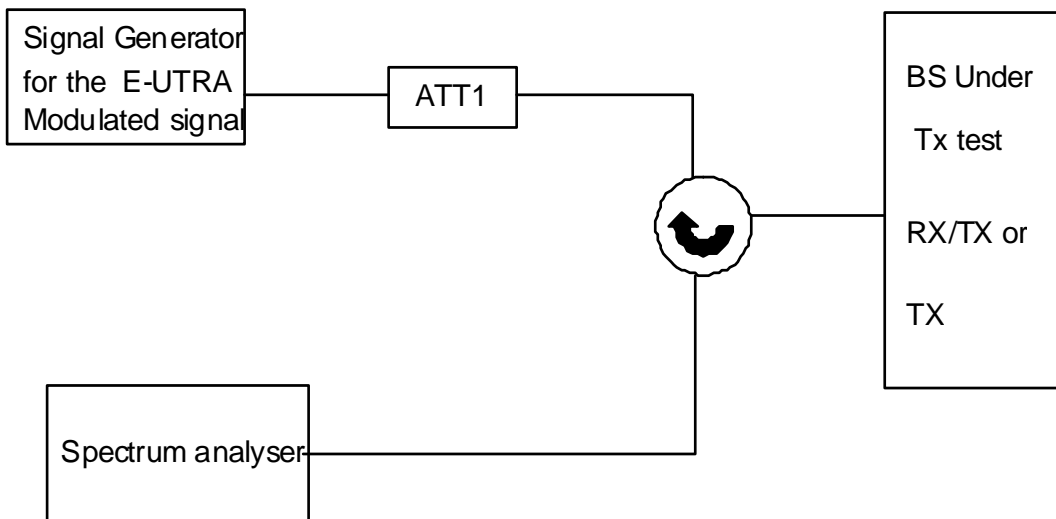 Signal Generator
for the E-UTRA
Modulated signal
ATT1
BS Under
Tx test
RX/TX or
TX
Spectrum analyser